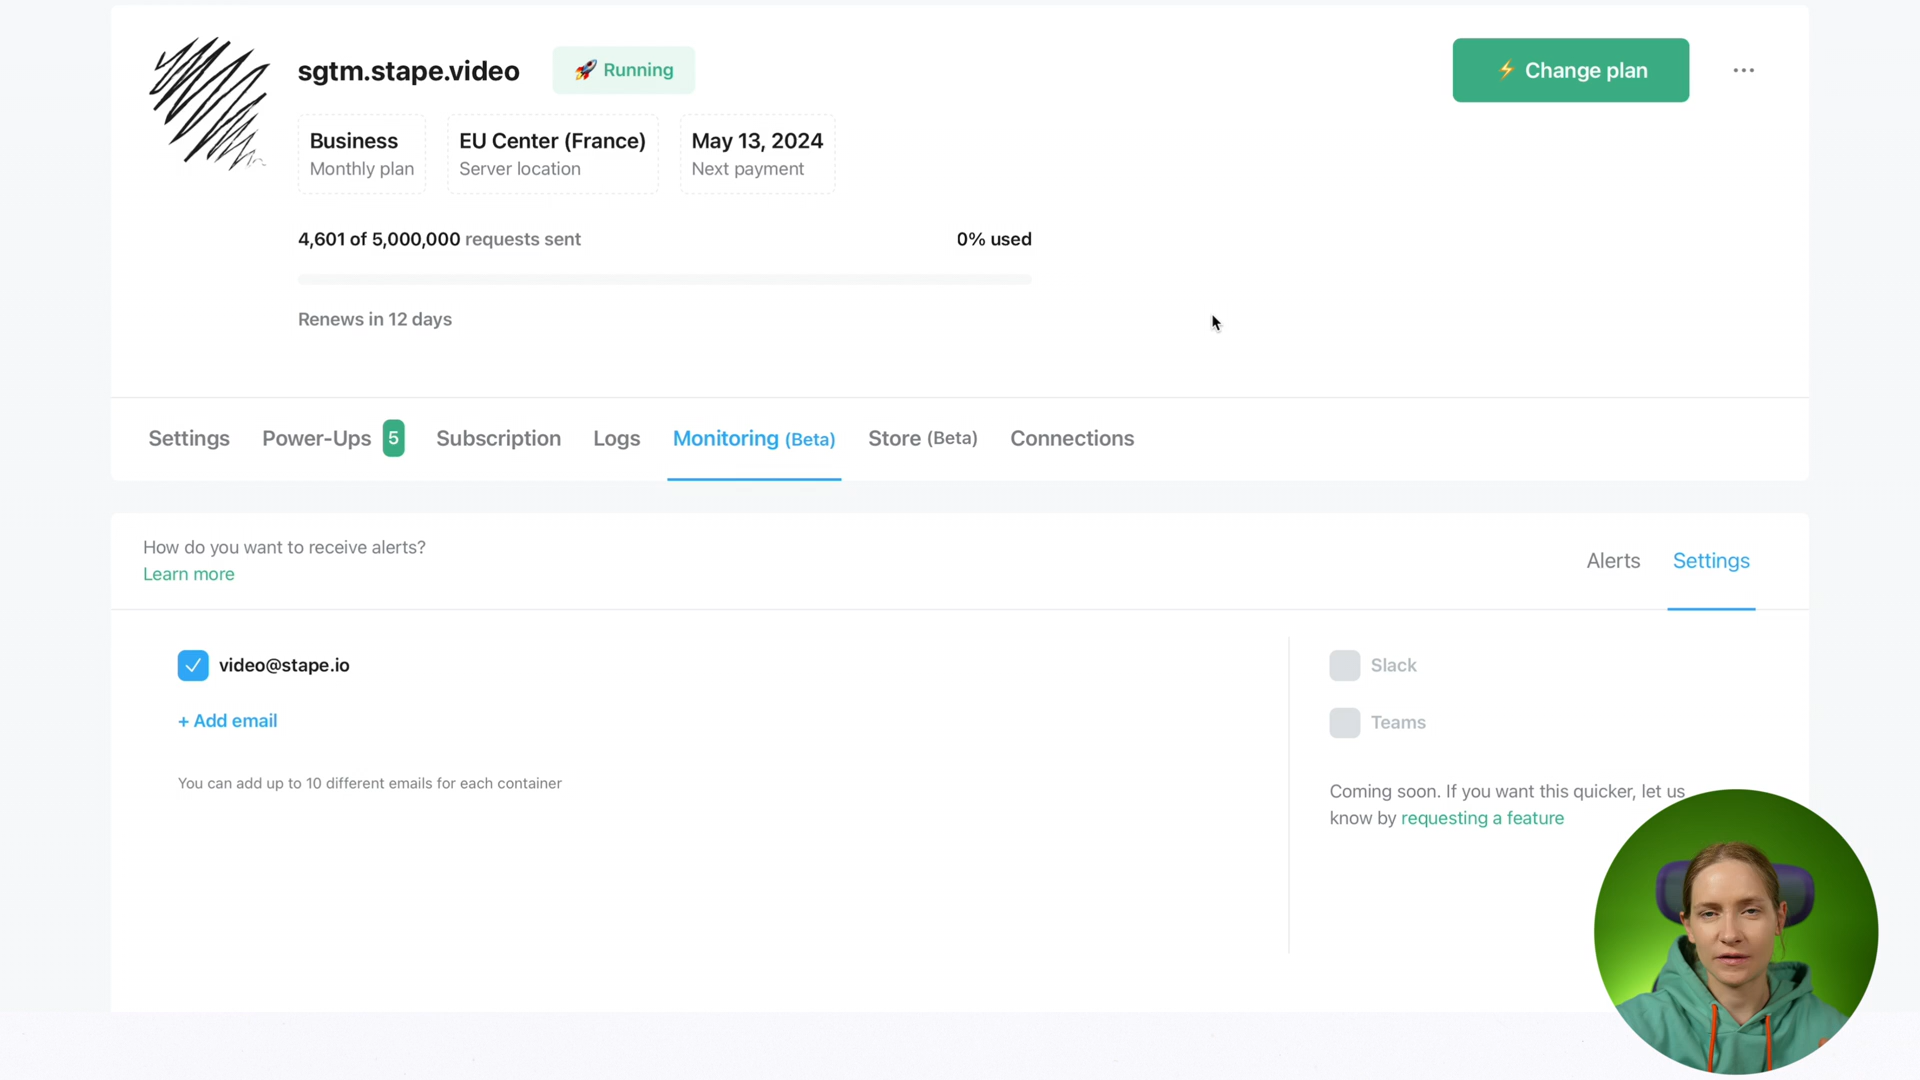 sgtm.stape.video
🚀 Running
⚡ Change plan
Business
Monthly plan
EU Center (France)
Server location
May 13, 2024
Next payment
4,601 of 5,000,000 requests sent
0% used
Renews in 12 days
Settings
Power-Ups 5
Subscription
Logs
Monitoring (Beta)
Store (Beta)
Connections
How do you want to receive alerts?
Learn more
Alerts
Settings
video@stape.io
+ Add email
You can add up to 10 different emails for each container
Slack
Teams
Coming soon. If you want this quicker, let us
know by requesting a feature